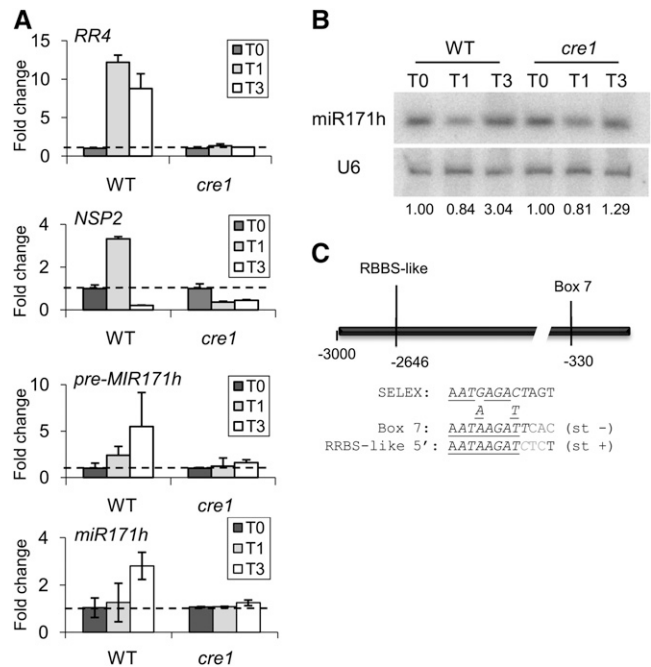 A
RR4
Fold change
15
10
5
0
T0
T1
T3
WT
cre1
NSP2
Fold change
4
2
0
T0
T1
T3
WT
cre1
pre-MIR171h
Fold change
10
5
0
T0
T1
T3
WT
cre1
miR171h
Fold change
4
2
0
T0
T1
T3
WT
cre1
B
WT cre1
T0 T1 T3 T0 T1 T3
miR171h
U6
1.00 0.84 3.04 1.00 0.81 1.29
C
RBBS-like
Box 7
-3000
-2646
-330
SELEX: AATGAGACTAGT
A T
Box 7: AATAAGATTCAC (st -)
RRBS-like 5': AATAAGATCTCT (st +)